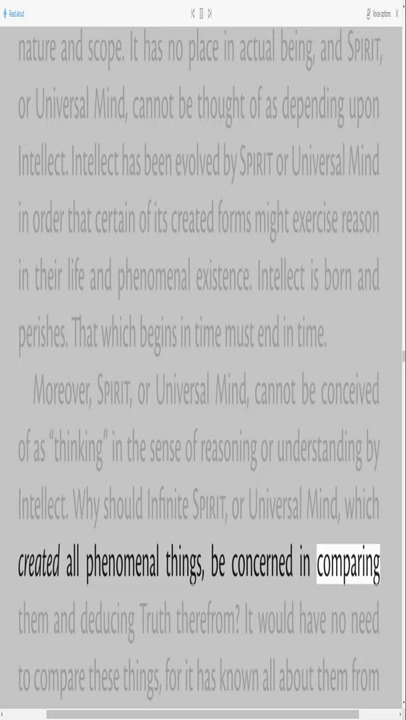 Read aloud
Voice options
nature and scope. It has no place in actual being, and SPIRIT,
or Universal Mind, cannot be thought of as depending upon
Intellect. Intellect has been evolved by SPIRIT or Universal Mind
in order that certain of its created forms might exercise reason
in their life and phenomenal existence. Intellect is born and
perishes. That which begins in time must end in time.
Moreover, SPIRIT, or Universal Mind, cannot be conceived
of as “thinking” in the sense of reasoning or understanding by
Intellect. Why should Infinite SPIRIT, or Universal Mind, which
created all phenomenal things, be concerned in comparing
them and deducing Truth therefrom? It would have no need
to compare these things, for it has known all about them from